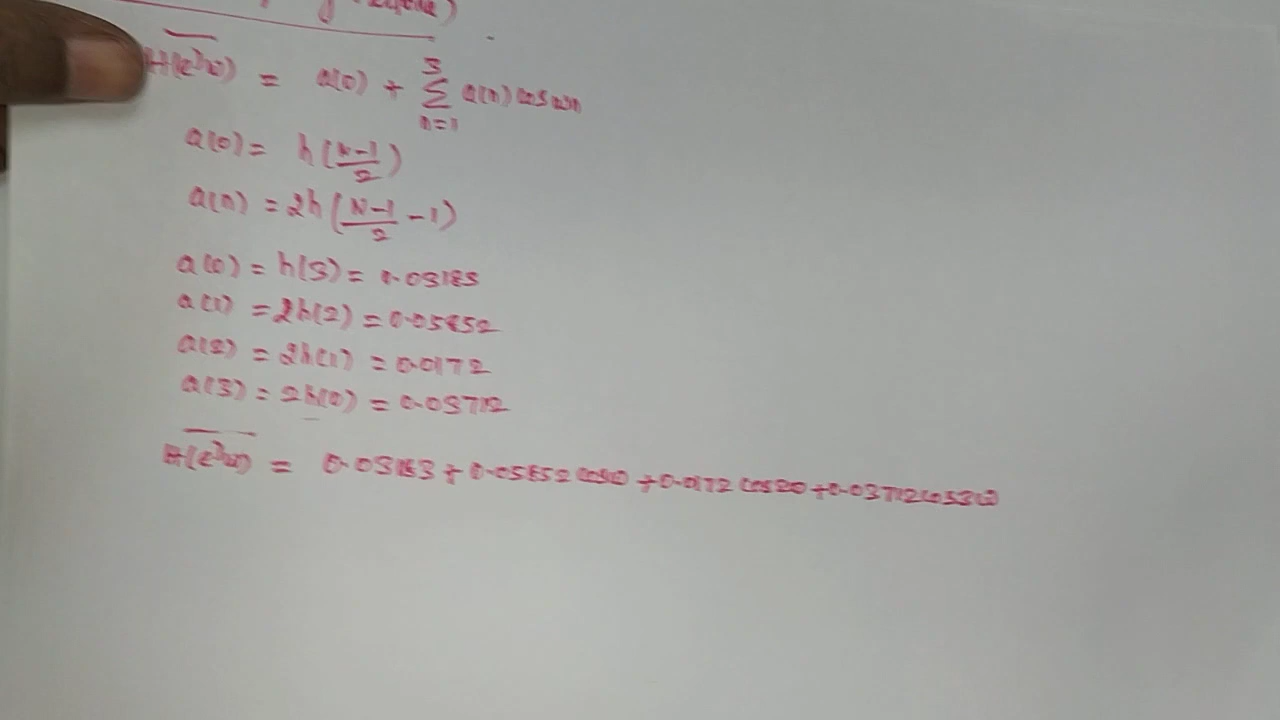 H(e^jω) = a(0) + Σ_{n=1}^{3} a(n) cos ωn
a(0) = h((N-1)/2)
a(n) = 2h((N-1)/2 - 1)
a(0) = h(3) = 0.03183
a(1) = 2h(2) = 0.05852
a(2) = 2h(1) = 0.0172
a(3) = 2h(0) = 0.03712
H(e^jω) = 0.03183 + 0.05852 cosω + 0.0172 cos2ω + 0.03712 cos3ω